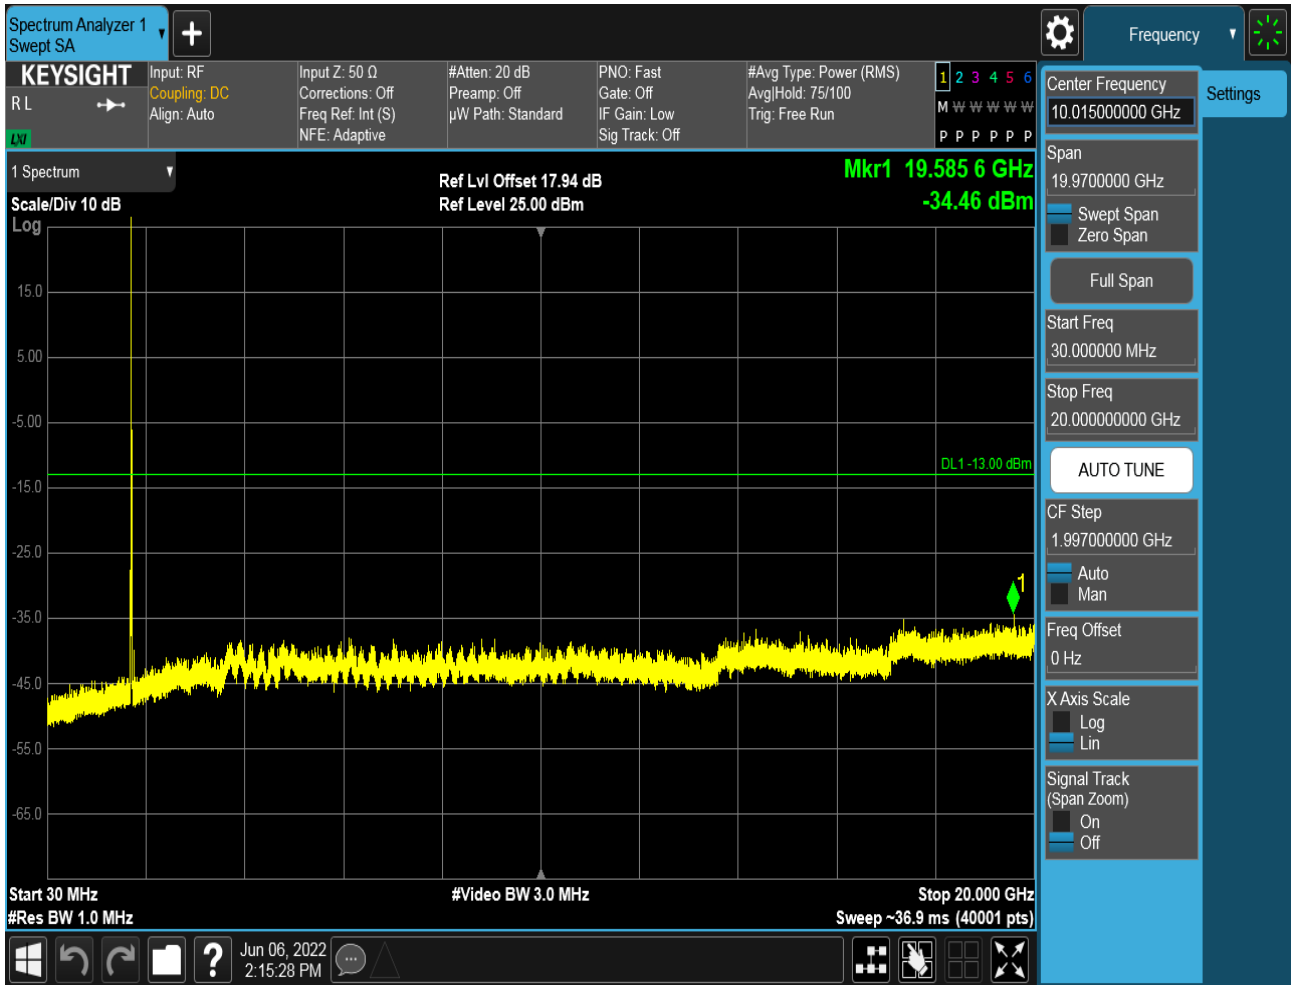 Spectrum Analyzer 1
Swept SA
+
Frequency
KEYSIGHT
R L
LXI
Input: RF
Coupling: DC
Align: Auto
Input Z: 50 Ω
Corrections: Off
Freq Ref: Int (S)
NFE: Adaptive
#Atten: 20 dB
Preamp: Off
µW Path: Standard
PNO: Fast
Gate: Off
IF Gain: Low
Sig Track: Off
#Avg Type: Power (RMS)
Avg|Hold: 75/100
Trig: Free Run
1 2 3 4 5 6
M W W W W W
P P P P P P
1 Spectrum
Scale/Div 10 dB
Log
Ref Lvl Offset 17.94 dB
Ref Level 25.00 dBm
Mkr1 19.585 6 GHz
-34.46 dBm
15.0
5.00
-5.00
-15.0
-25.0
-35.0
-45.0
-55.0
-65.0
DL1 -13.00 dBm
1
Start 30 MHz
#Res BW 1.0 MHz
#Video BW 3.0 MHz
Stop 20.000 GHz
Sweep ~36.9 ms (40001 pts)
Center Frequency
10.015000000 GHz
Span
19.9700000 GHz
Swept Span
Zero Span
Full Span
Start Freq
30.000000 MHz
Stop Freq
20.000000000 GHz
AUTO TUNE
CF Step
1.997000000 GHz
Auto
Man
Freq Offset
0 Hz
X Axis Scale
Log
Lin
Signal Track
(Span Zoom)
On
Off
Settings
?
Jun 06, 2022
2:15:28 PM